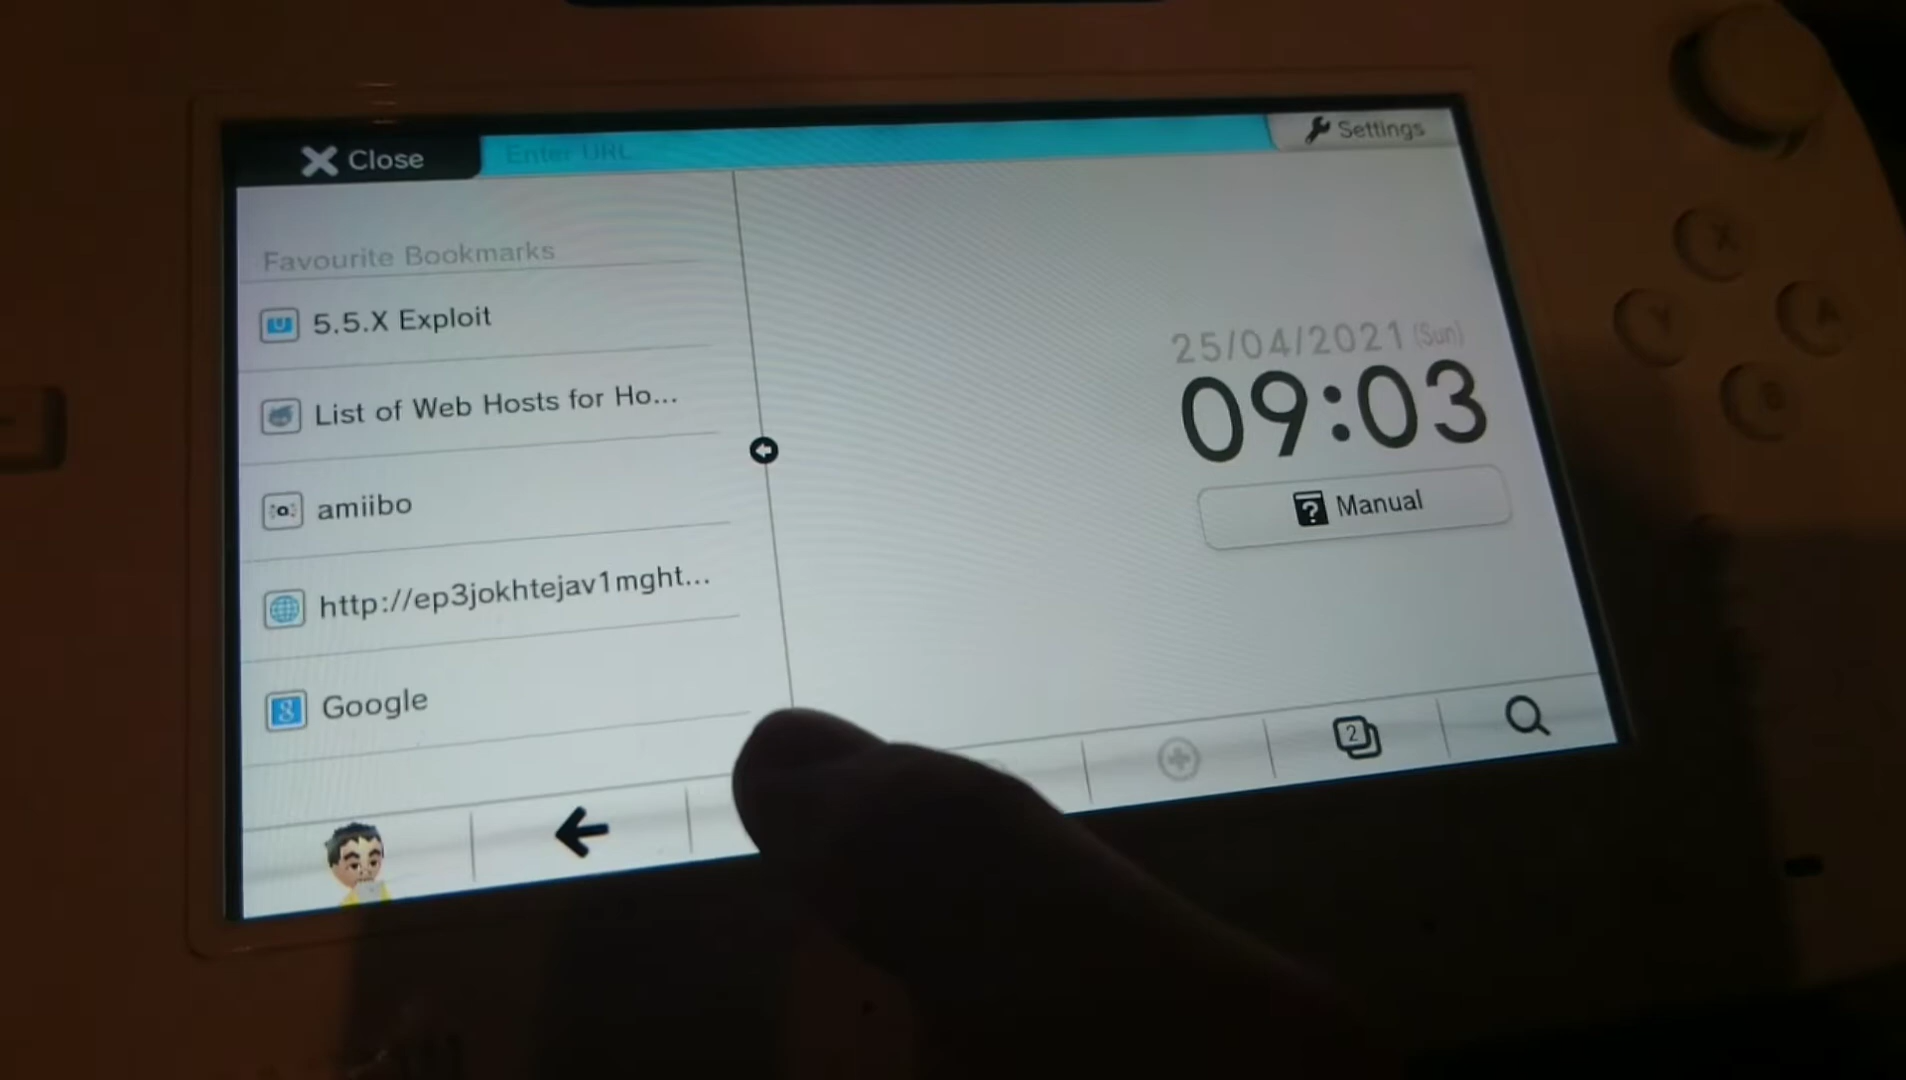 Close
Enter URL
Settings
Favourite Bookmarks
5.5.X Exploit
List of Web Hosts for Ho...
amiibo
http://ep3jokhtejav1mght...
Google
25/04/2021 (Sun)
09:03
? Manual
2
X
Y
A